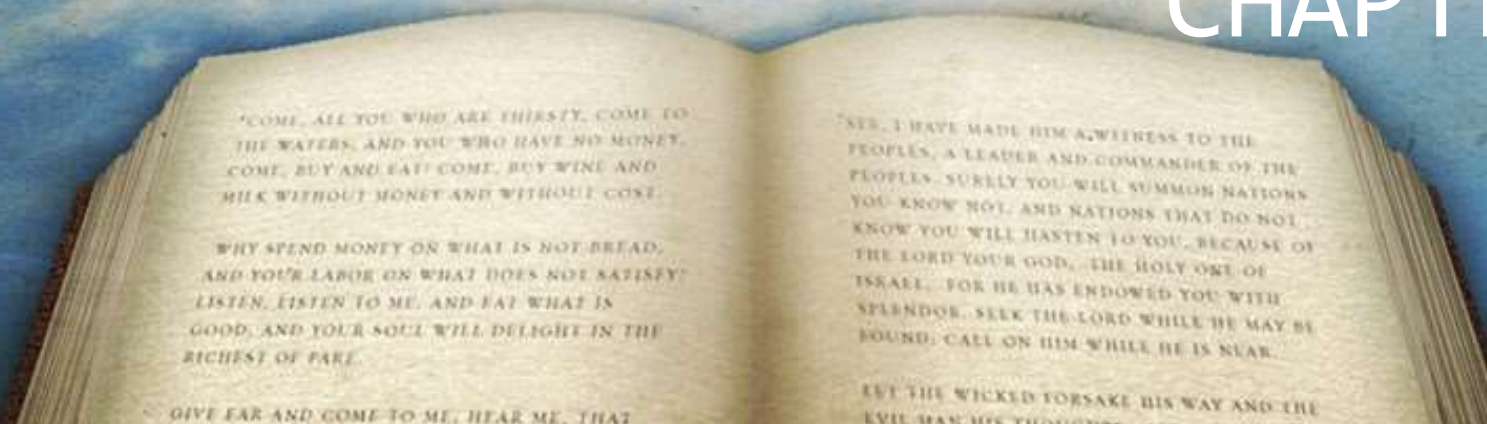 CHAPT
"COME, ALL YOU WHO ARE THIRSTY, COME TO
THE WATERS, AND YOU WHO HAVE NO MONEY,
COME, BUY AND EAT! COME, BUY WINE AND
MILK WITHOUT MONEY AND WITHOUT COST.
WHY SPEND MONEY ON WHAT IS NOT BREAD,
AND YOUR LABOR ON WHAT DOES NOT SATISFY?
LISTEN, LISTEN TO ME, AND EAT WHAT IS
GOOD, AND YOUR SOUL WILL DELIGHT IN THE
RICHEST OF FARE.
GIVE EAR AND COME TO ME, HEAR ME, THAT
"SEE, I HAVE MADE HIM A WITNESS TO THE
PEOPLES, A LEADER AND COMMANDER OF THE
PEOPLES. SURELY YOU WILL SUMMON NATIONS
YOU KNOW NOT, AND NATIONS THAT DO NOT
KNOW YOU WILL HASTEN TO YOU, BECAUSE OF
THE LORD YOUR GOD, THE HOLY ONE OF
ISRAEL, FOR HE HAS ENDOWED YOU WITH
SPLENDOR. SEEK THE LORD WHILE HE MAY BE
FOUND; CALL ON HIM WHILE HE IS NEAR.
LET THE WICKED FORSAKE HIS WAY AND THE
EVIL MAN HIS